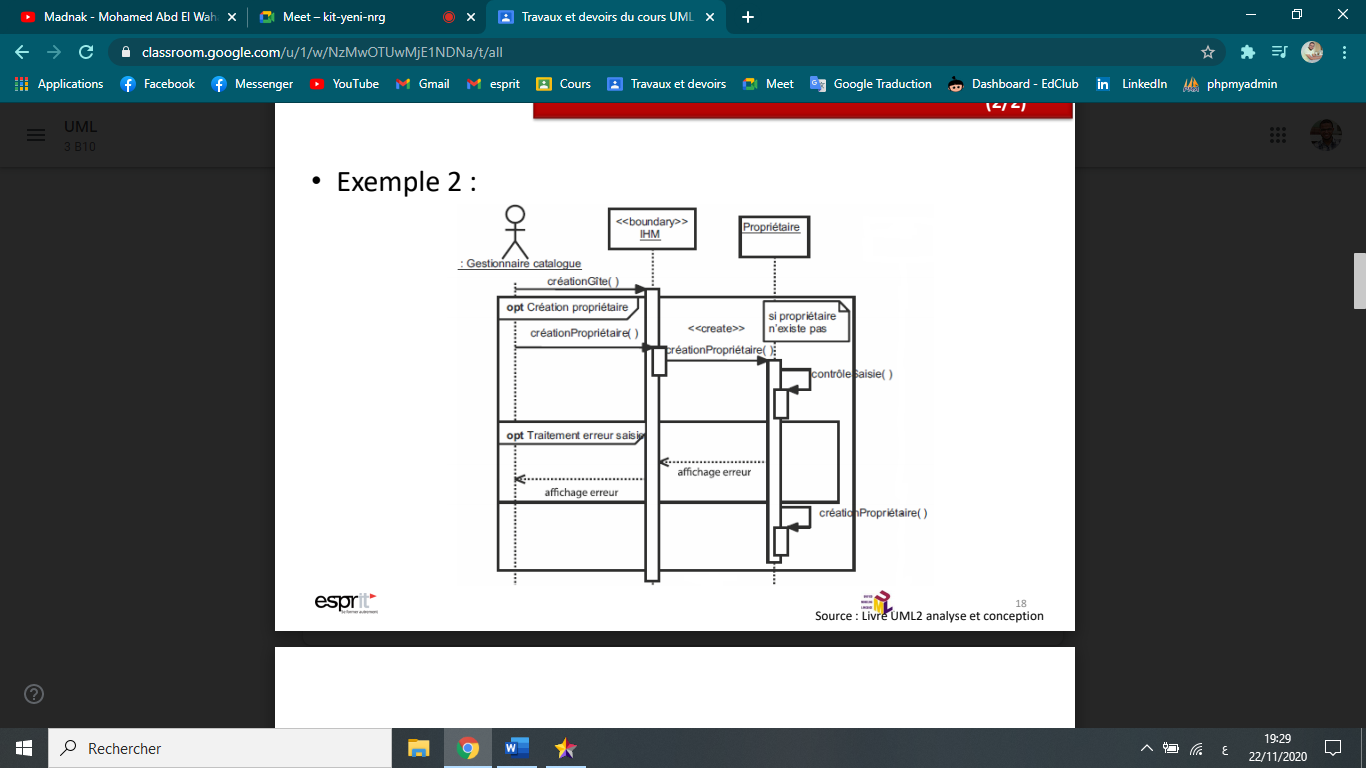 Madnak - Mohamed Abd El Wah
Meet – kit-yeni-nrg
Travaux et devoirs du cours UML
classroom.google.com/u/1/w/NzMwOTUwMjE1NDNa/t/all
Applications
Facebook
Messenger
YouTube
Gmail
esprit
Cours
Travaux et devoirs
Meet
Google Traduction
Dashboard - EdClub
LinkedIn
phpmyadmin
UML
3 B10
(2/2)
• Exemple 2 :
<<boundary>>
IHM
Propriétaire
: Gestionnaire catalogue
créationGîte( )
opt Création propriétaire
si propriétaire
n'existe pas
créationPropriétaire( )
<<create>>
créationPropriétaire( )
contrôleSaisie( )
opt Traitement erreur saisie
affichage erreur
affichage erreur
créationPropriétaire( )
esprit
UML
18
Source : Livre UML2 analyse et conception
Rechercher
ع
19:29
22/11/2020